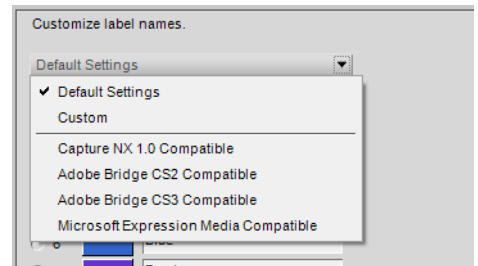 Customize label names.
Default Settings
Default Settings
Custom
Capture NX 1.0 Compatible
Adobe Bridge CS2 Compatible
Adobe Bridge CS3 Compatible
Microsoft Expression Media Compatible